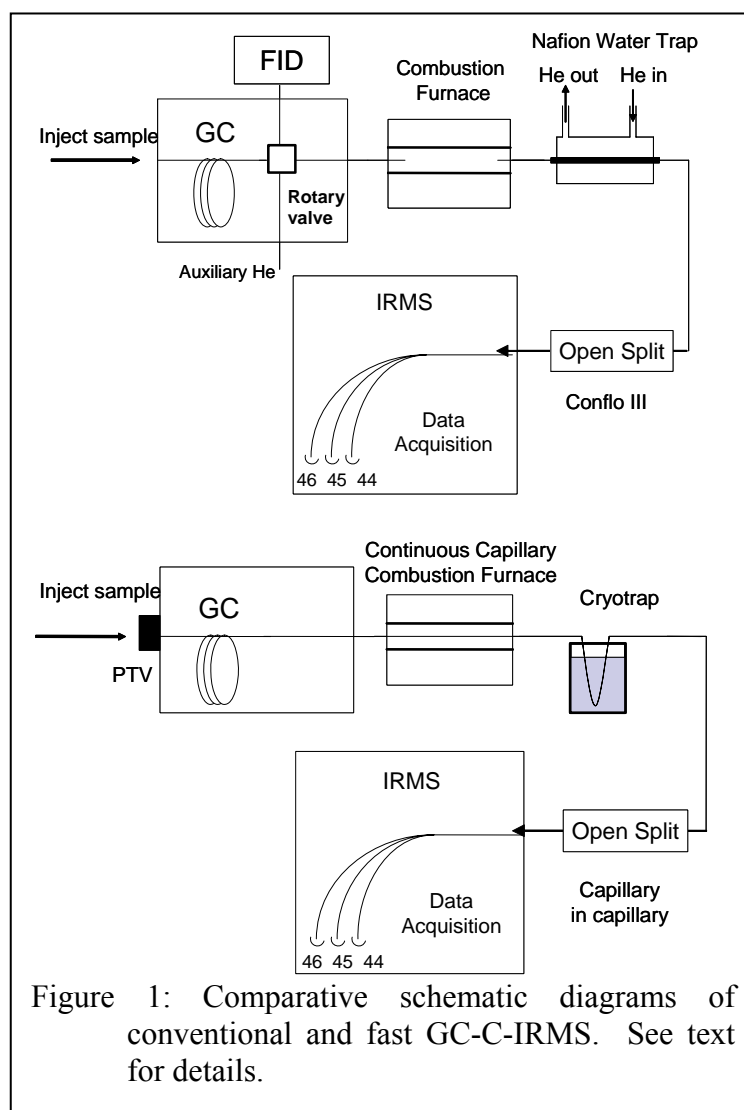 Nafion Water Trap
FID
Combustion
Furnace
He out He in
Inject sample
GC
Rotary
valve
Auxiliary He
IRMS
Open Split
Conflo III
Data
Acquisition
46 45 44
Continuous Capillary
Combustion Furnace
Inject sample
GC
Cryotrap
PTV
IRMS
Open Split
Data
Acquisition
Capillary
in capillary
46 45 44
Figure 1: Comparative schematic diagrams of
conventional and fast GC-C-IRMS. See text
for details.